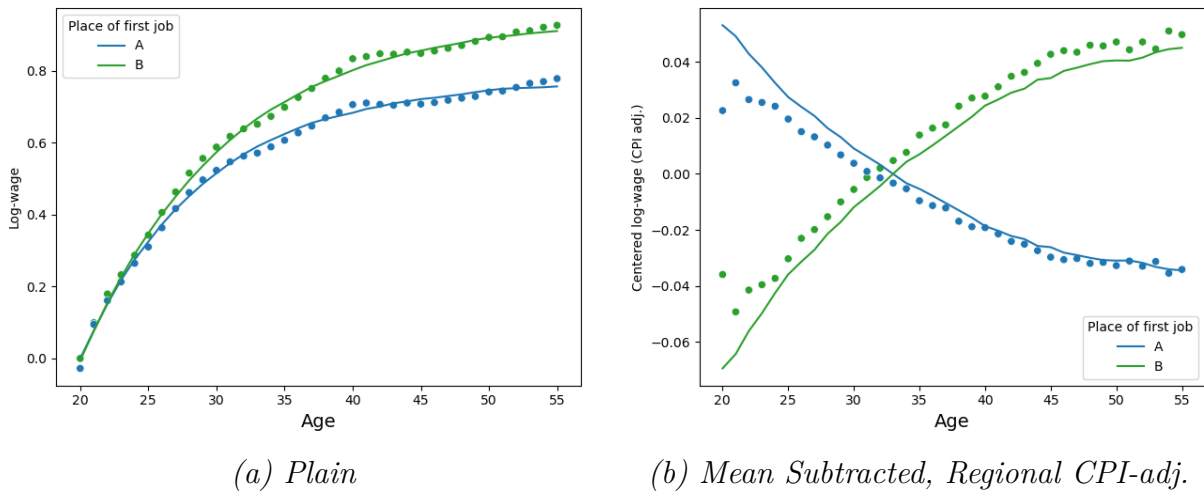 Place of first job
A
B
0.8
0.6
0.4
0.2
0.0
Log-wage
20 25 30 35 40 45 50 55
Age
(a) Plain
0.04
0.02
0.00
−0.02
−0.04
−0.06
Centered log-wage (CPI adj.)
Place of first job
A
B
20 25 30 35 40 45 50 55
Age
(b) Mean Subtracted, Regional CPI-adj.